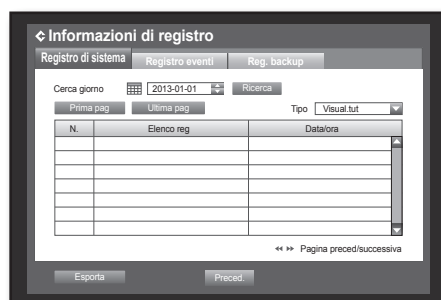 Informazioni di registro
Registro di sistema Registro eventi Reg. backup
Cerca giorno 2013-01-01 Ricerca
Prima pag Ultima pag Tipo Visual.tut
N. Elenco reg Data/ora
Pagina preced/successiva
Esporta Preced.